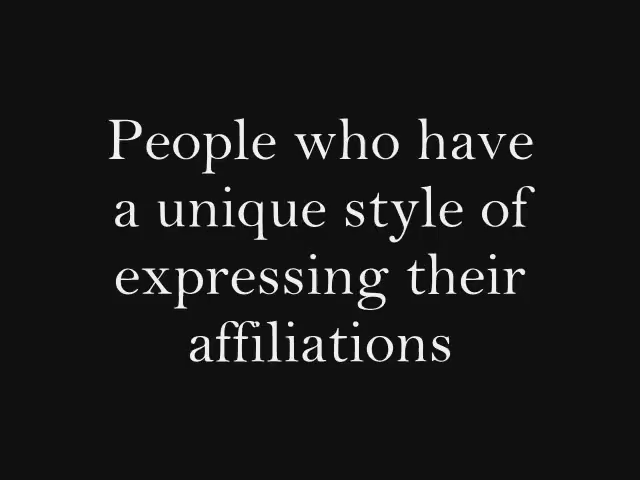 People who have
a unique style of
expressing their
affiliations